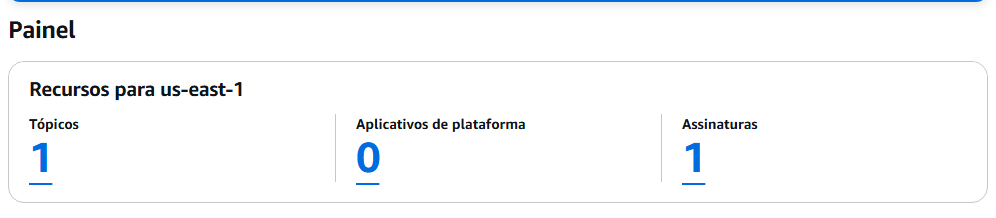 Painel
Recursos para us-east-1
Tópicos
1
Aplicativos de plataforma
0
Assinaturas
1